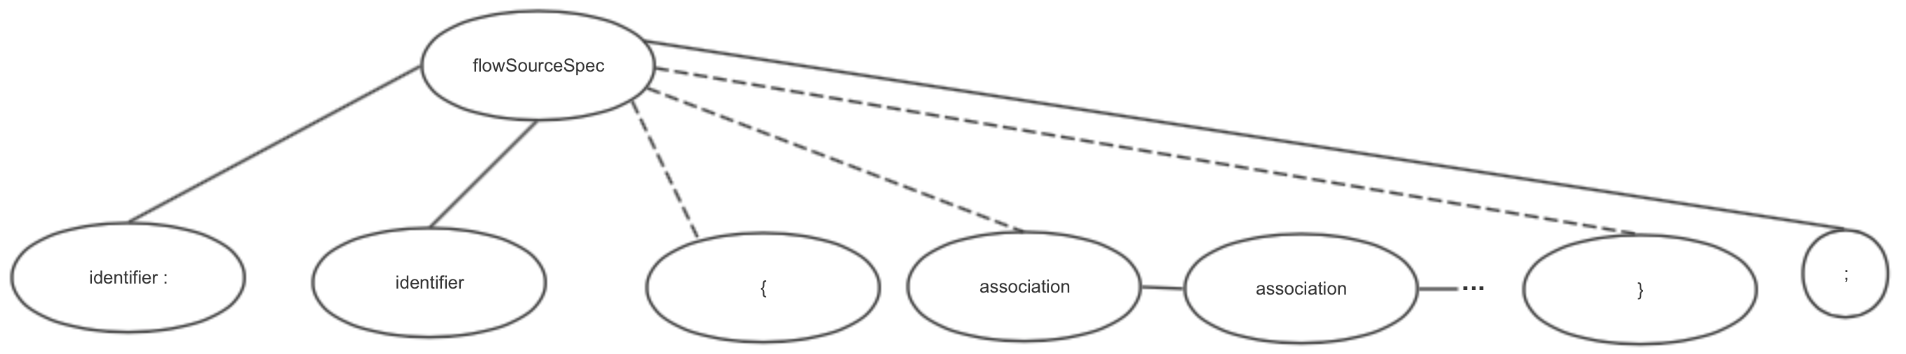 flowSourceSpec
identifier :
identifier
{
association
association
...
}
;